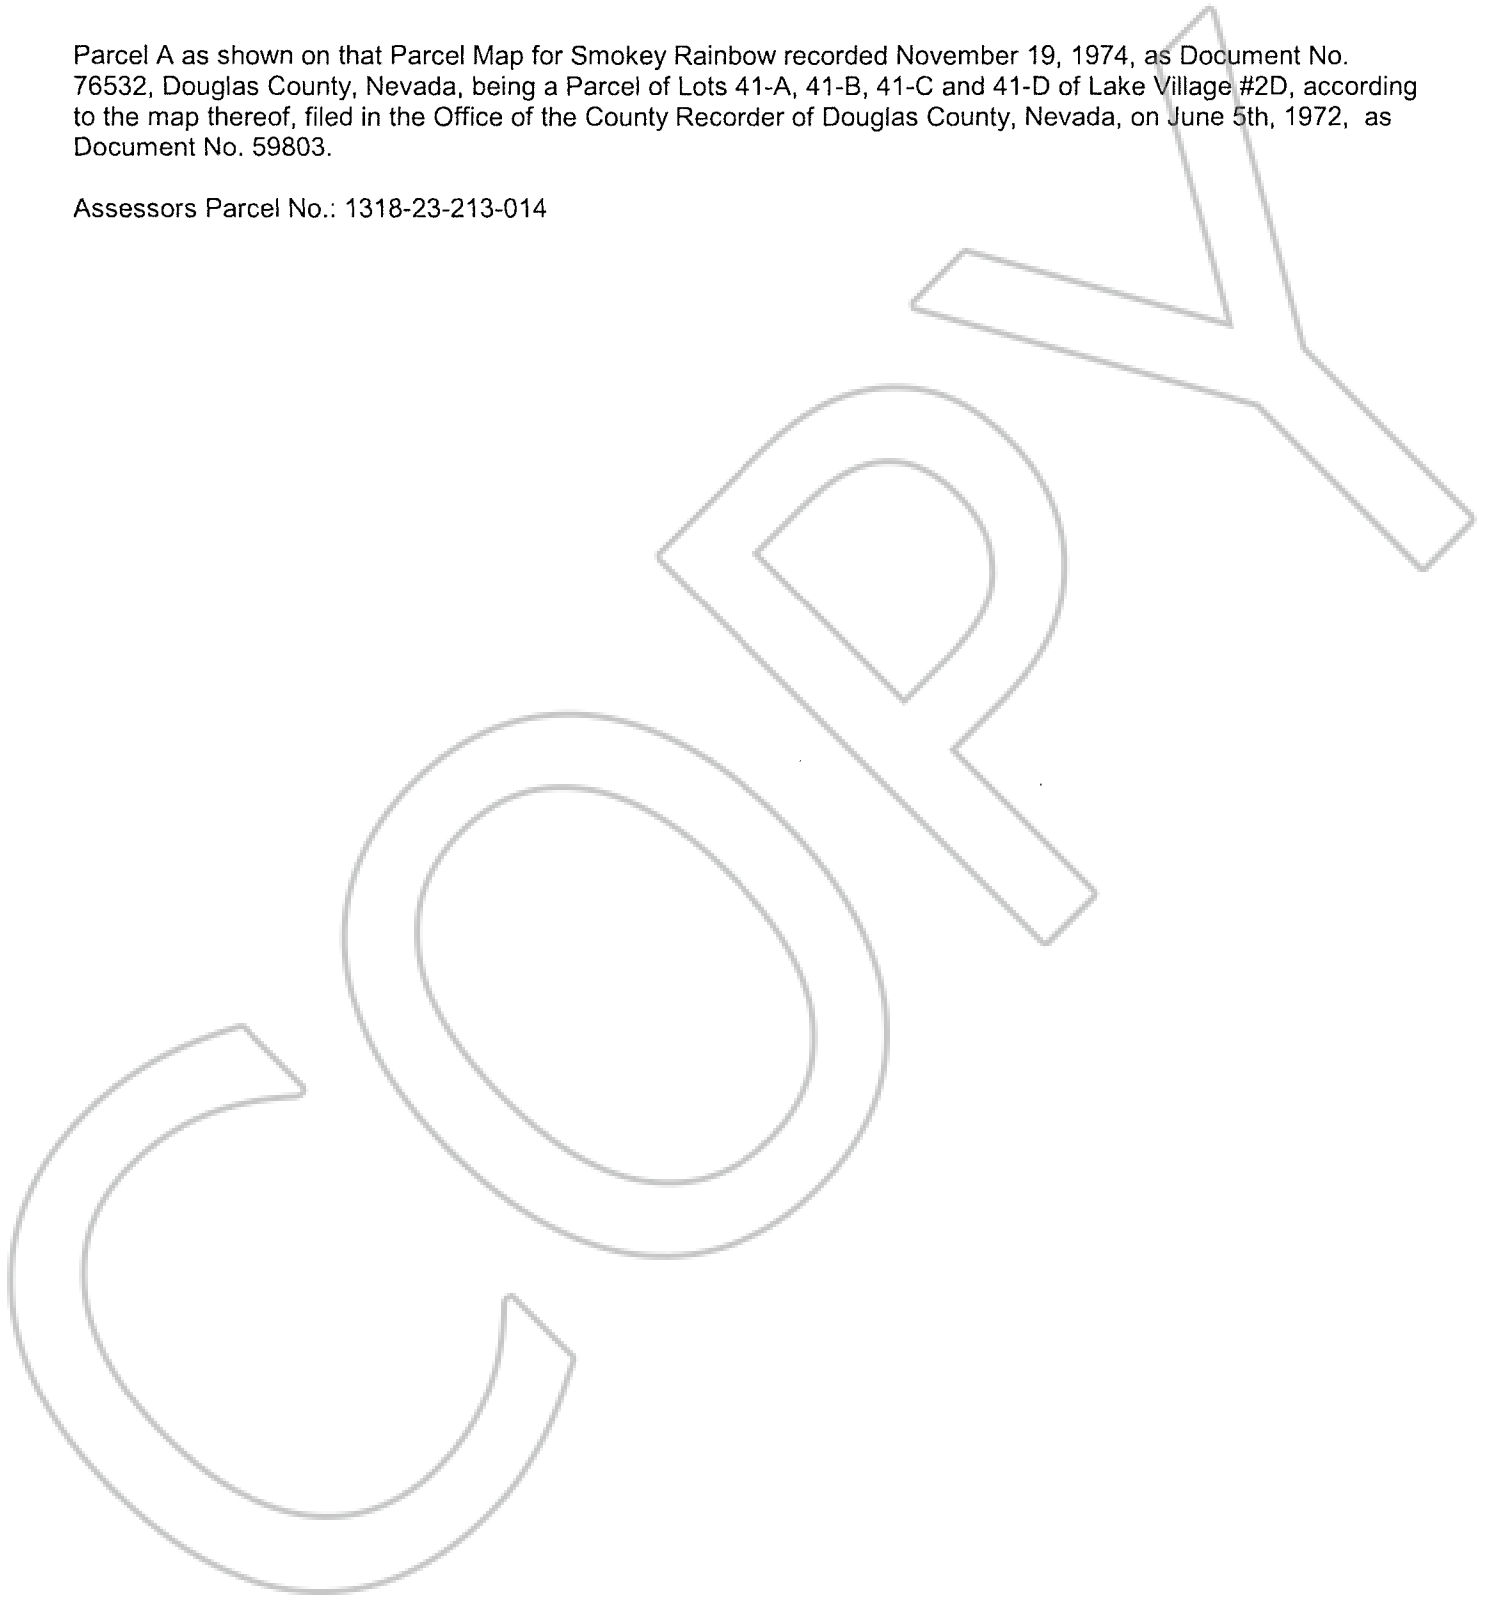 Parcel A as shown on that Parcel Map for Smokey Rainbow recorded November 19, 1974, as Document No.
76532, Douglas County, Nevada, being a Parcel of Lots 41-A, 41-B, 41-C and 41-D of Lake Village #2D, according
to the map thereof, filed in the Office of the County Recorder of Douglas County, Nevada, on June 5th, 1972,  as
Document No. 59803.
Assessors Parcel No.: 1318-23-213-014
COPY